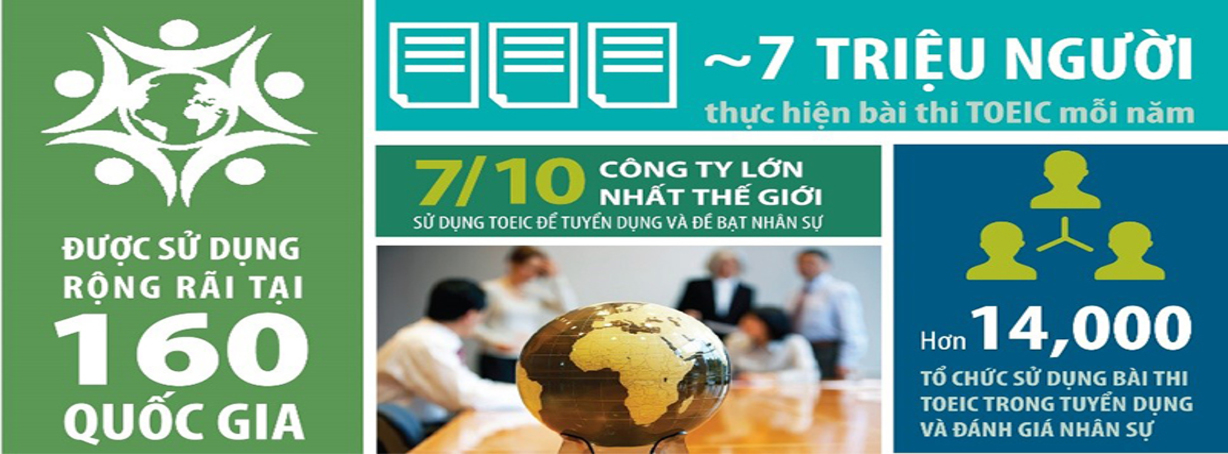 ĐƯỢC SỬ DỤNG
RỘNG RÃI TẠI
160
QUỐC GIA
~7 TRIỆU NGƯỜI
thực hiện bài thi TOEIC mỗi năm
7/10 CÔNG TY LỚN
NHẤT THẾ GIỚI
SỬ DỤNG TOEIC ĐỂ TUYỂN DỤNG VÀ ĐỀ BẠT NHÂN SỰ
Hơn 14,000
TỔ CHỨC SỬ DỤNG BÀI THI
TOEIC TRONG TUYỂN DỤNG
VÀ ĐÁNH GIÁ NHÂN SỰ